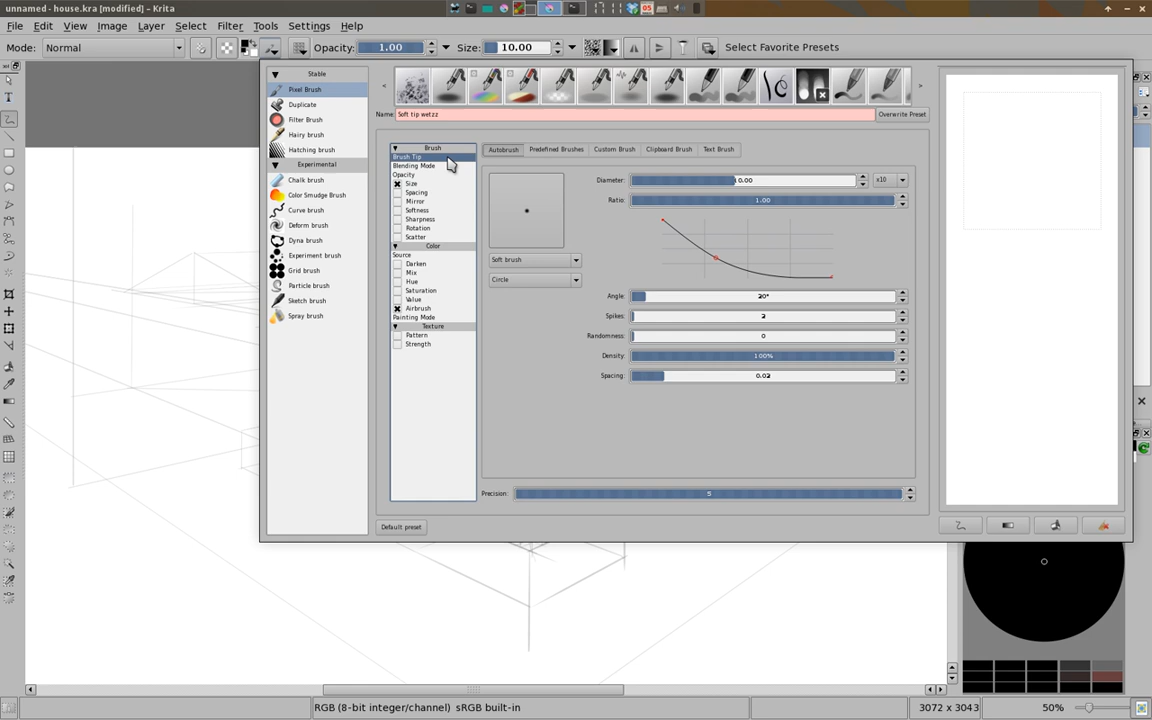 unnamed - house.kra [modified] – Krita
File Edit View Image Layer Select Filter Tools Settings Help
Mode: Normal Opacity: 1.00 Size: 10.00 Select Favorite Presets
Stable
Pixel Brush
Duplicate
Filter Brush
Hairy brush
Hatching brush
Experimental
Chalk brush
Color Smudge Brush
Curve brush
Deform brush
Dyna brush
Experiment brush
Grid brush
Particle brush
Sketch brush
Spray brush
Name: Soft tip wetzz Overwrite Preset
Brush
Brush Tip
Blending Mode
Opacity
Size
Spacing
Mirror
Softness
Sharpness
Rotation
Scatter
Color
Source
Darken
Mix
Hue
Saturation
Value
Airbrush
Painting Mode
Texture
Pattern
Strength
Autobrush Predefined Brushes Custom Brush Clipboard Brush Text Brush
Diameter: 10.00 x10
Ratio: 1.00
Soft brush
Circle
Angle: 20°
Spikes: 2
Randomness: 0
Density: 100%
Spacing: 0.02
Precision: 5
Default preset
RGB (8-bit integer/channel) sRGB built-in 3072 x 3043 50%